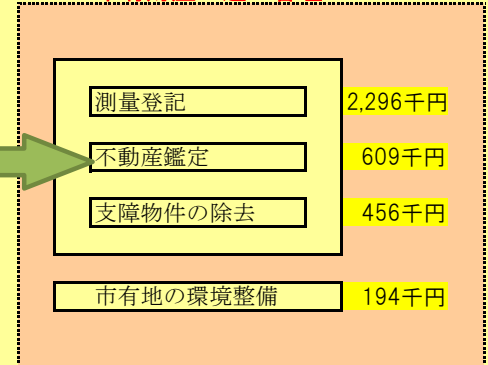 測量登記 2,296千円
不動産鑑定 609千円
支障物件の除去 456千円
市有地の環境整備 194千円